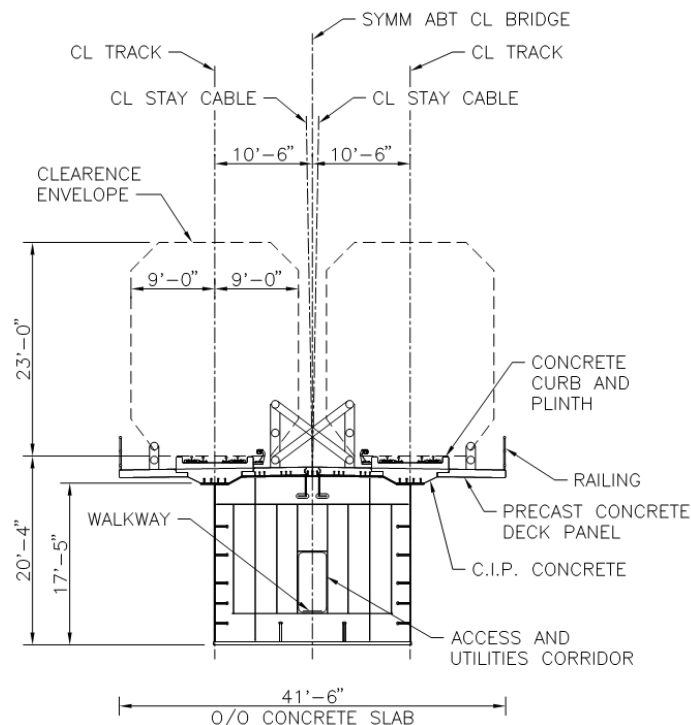 SYMM ABT CL BRIDGE
CL TRACK
CL TRACK
CL STAY CABLE
CL STAY CABLE
10'-6"
10'-6"
CLEARENCE
ENVELOPE
9'-0"
9'-0"
23'-0"
CONCRETE
CURB AND
PLINTH
RAILING
PRECAST CONCRETE
DECK PANEL
WALKWAY
C.I.P. CONCRETE
20'-4"
17'-5"
ACCESS AND
UTILITIES CORRIDOR
41'-6"
O/O CONCRETE SLAB